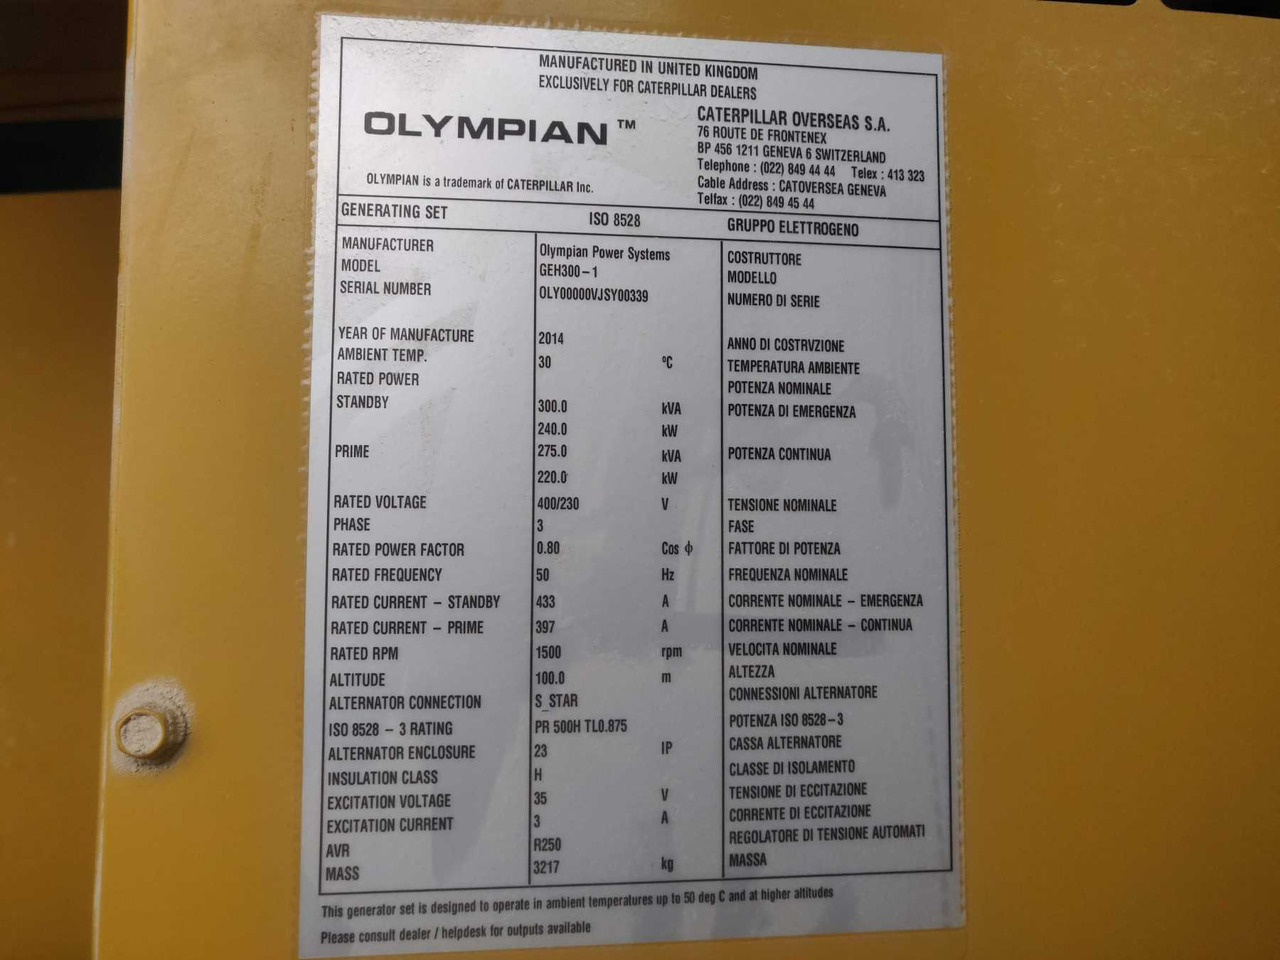 MANUFACTURED IN UNITED KINGDOM
EXCLUSIVELY FOR CATERPILLAR DEALERS
OLYMPIAN ™
OLYMPIAN is a trademark of CATERPILLAR Inc.
CATERPILLAR OVERSEAS S.A.
76 ROUTE DE FRONTENEX
BP 456 1211 GENEVA 6 SWITZERLAND
Telephone : (022) 849 44 44 Telex : 413 323
Cable Address : CATOVERSEA GENEVA
Telfax : (022) 849 45 44
GENERATING SET ISO 8528 GRUPPO ELETTROGENO
MANUFACTURER Olympian Power Systems COSTRUTTORE
MODEL GEH300-1 MODELLO
SERIAL NUMBER OLY00000VJSY00339 NUMERO DI SERIE
YEAR OF MANUFACTURE 2014 ANNO DI COSTRVZIONE
AMBIENT TEMP. 30 ºC TEMPERATURA AMBIENTE
RATED POWER POTENZA NOMINALE
STANDBY 300.0 kVA POTENZA DI EMERGENZA
240.0 kW
PRIME 275.0 kVA POTENZA CONTINUA
220.0 kW
RATED VOLTAGE 400/230 V TENSIONE NOMINALE
PHASE 3 FASE
RATED POWER FACTOR 0.80 Cos ϕ FATTORE DI POTENZA
RATED FREQUENCY 50 Hz FREQUENZA NOMINALE
RATED CURRENT - STANDBY 433 A CORRENTE NOMINALE - EMERGENZA
RATED CURRENT - PRIME 397 A CORRENTE NOMINALE - CONTINUA
RATED RPM 1500 rpm VELOCITA NOMINALE
ALTITUDE 100.0 m ALTEZZA
ALTERNATOR CONNECTION S_STAR CONNESSIONI ALTERNATORE
ISO 8528 - 3 RATING PR 500H TL0.875 POTENZA ISO 8528-3
ALTERNATOR ENCLOSURE 23 IP CASSA ALTERNATORE
INSULATION CLASS H CLASSE DI ISOLAMENTO
EXCITATION VOLTAGE 35 V TENSIONE DI ECCITAZIONE
EXCITATION CURRENT 3 A CORRENTE DI ECCITAZIONE
AVR R250 REGOLATORE DI TENSIONE AUTOMATI
MASS 3217 kg MASSA
This generator set is designed to operate in ambient temperatures up to 50 deg C and at higher altitudes
Please consult dealer / helpdesk for outputs available